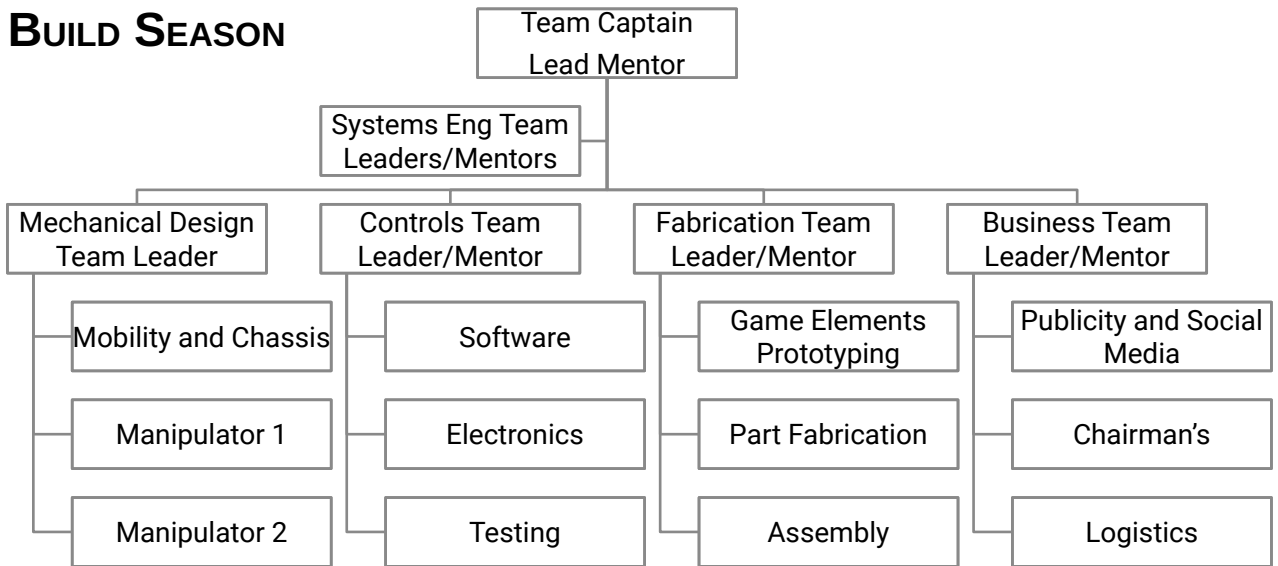 BUILD SEASON
Team Captain
Lead Mentor
Systems Eng Team
Leaders/Mentors
Mechanical Design
Team Leader
Controls Team
Leader/Mentor
Fabrication Team
Leader/Mentor
Business Team
Leader/Mentor
Mobility and Chassis
Software
Game Elements
Prototyping
Publicity and Social
Media
Manipulator 1
Electronics
Part Fabrication
Chairman’s
Manipulator 2
Testing
Assembly
Logistics